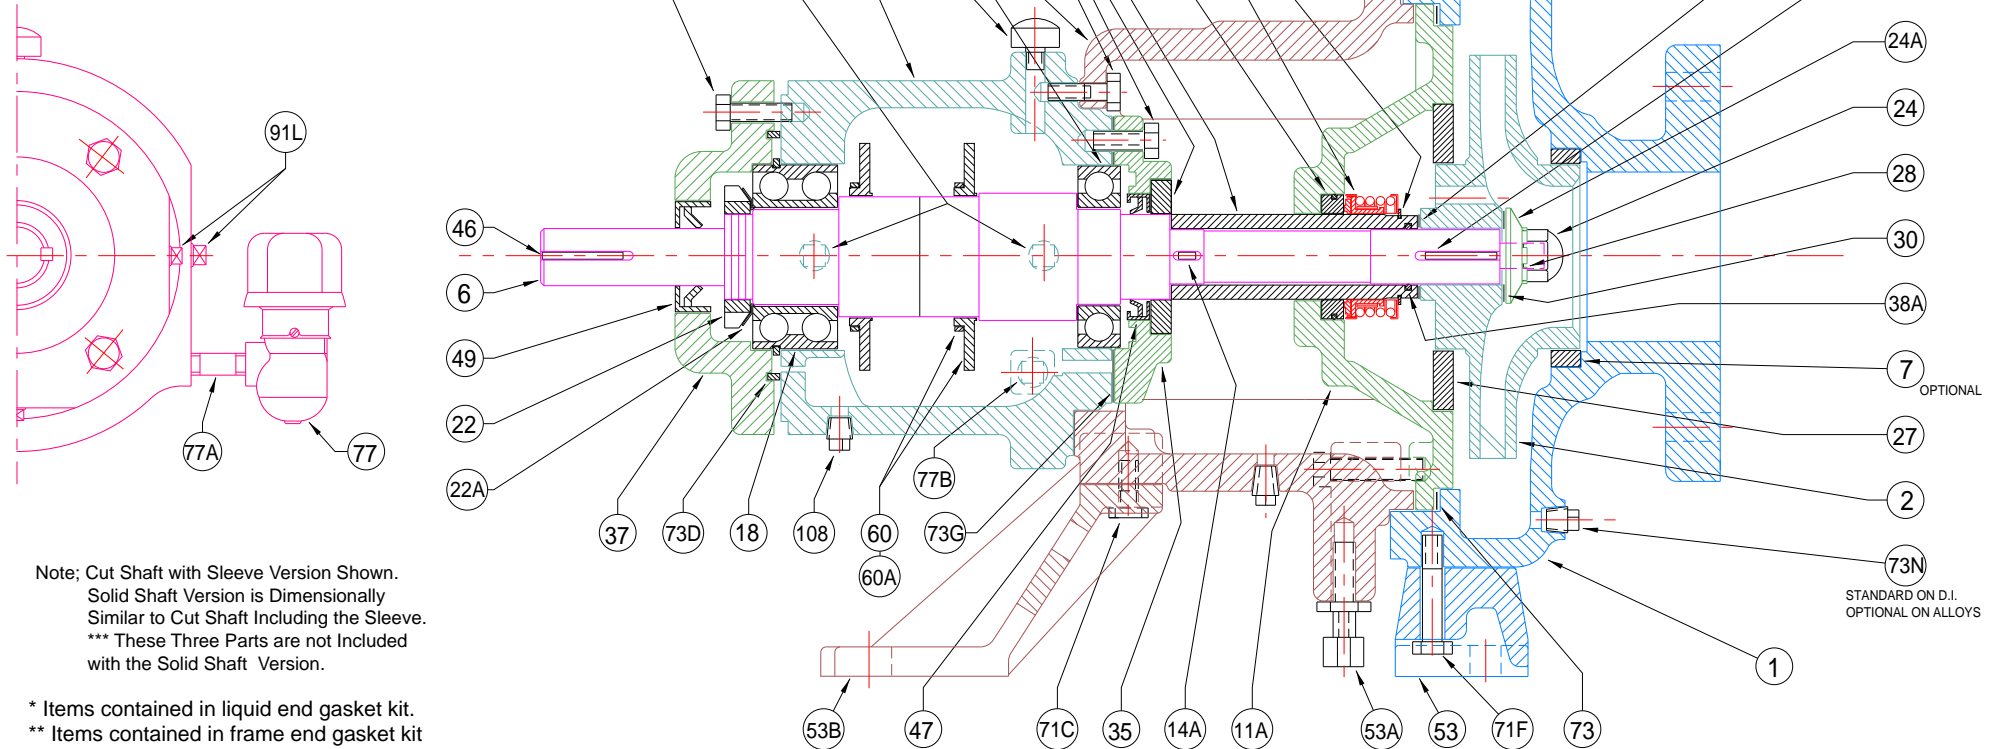 24A
91L
24
28
46
30
6
38A
49
7
OPTIONAL
22
27
77A
77
22A
77B
2
37
73D
18
108
60
73G
60A
73N
STANDARD ON D.I.
OPTIONAL ON ALLOYS
Note; Cut Shaft with Sleeve Version Shown.
Solid Shaft Version is Dimensionally
Similar to Cut Shaft Including the Sleeve.
*** These Three Parts are not Included
with the Solid Shaft Version.
1
* Items contained in liquid end gasket kit.
** Items contained in frame end gasket kit
53B
47
71C
35
14A
11A
53A
53
71F
73